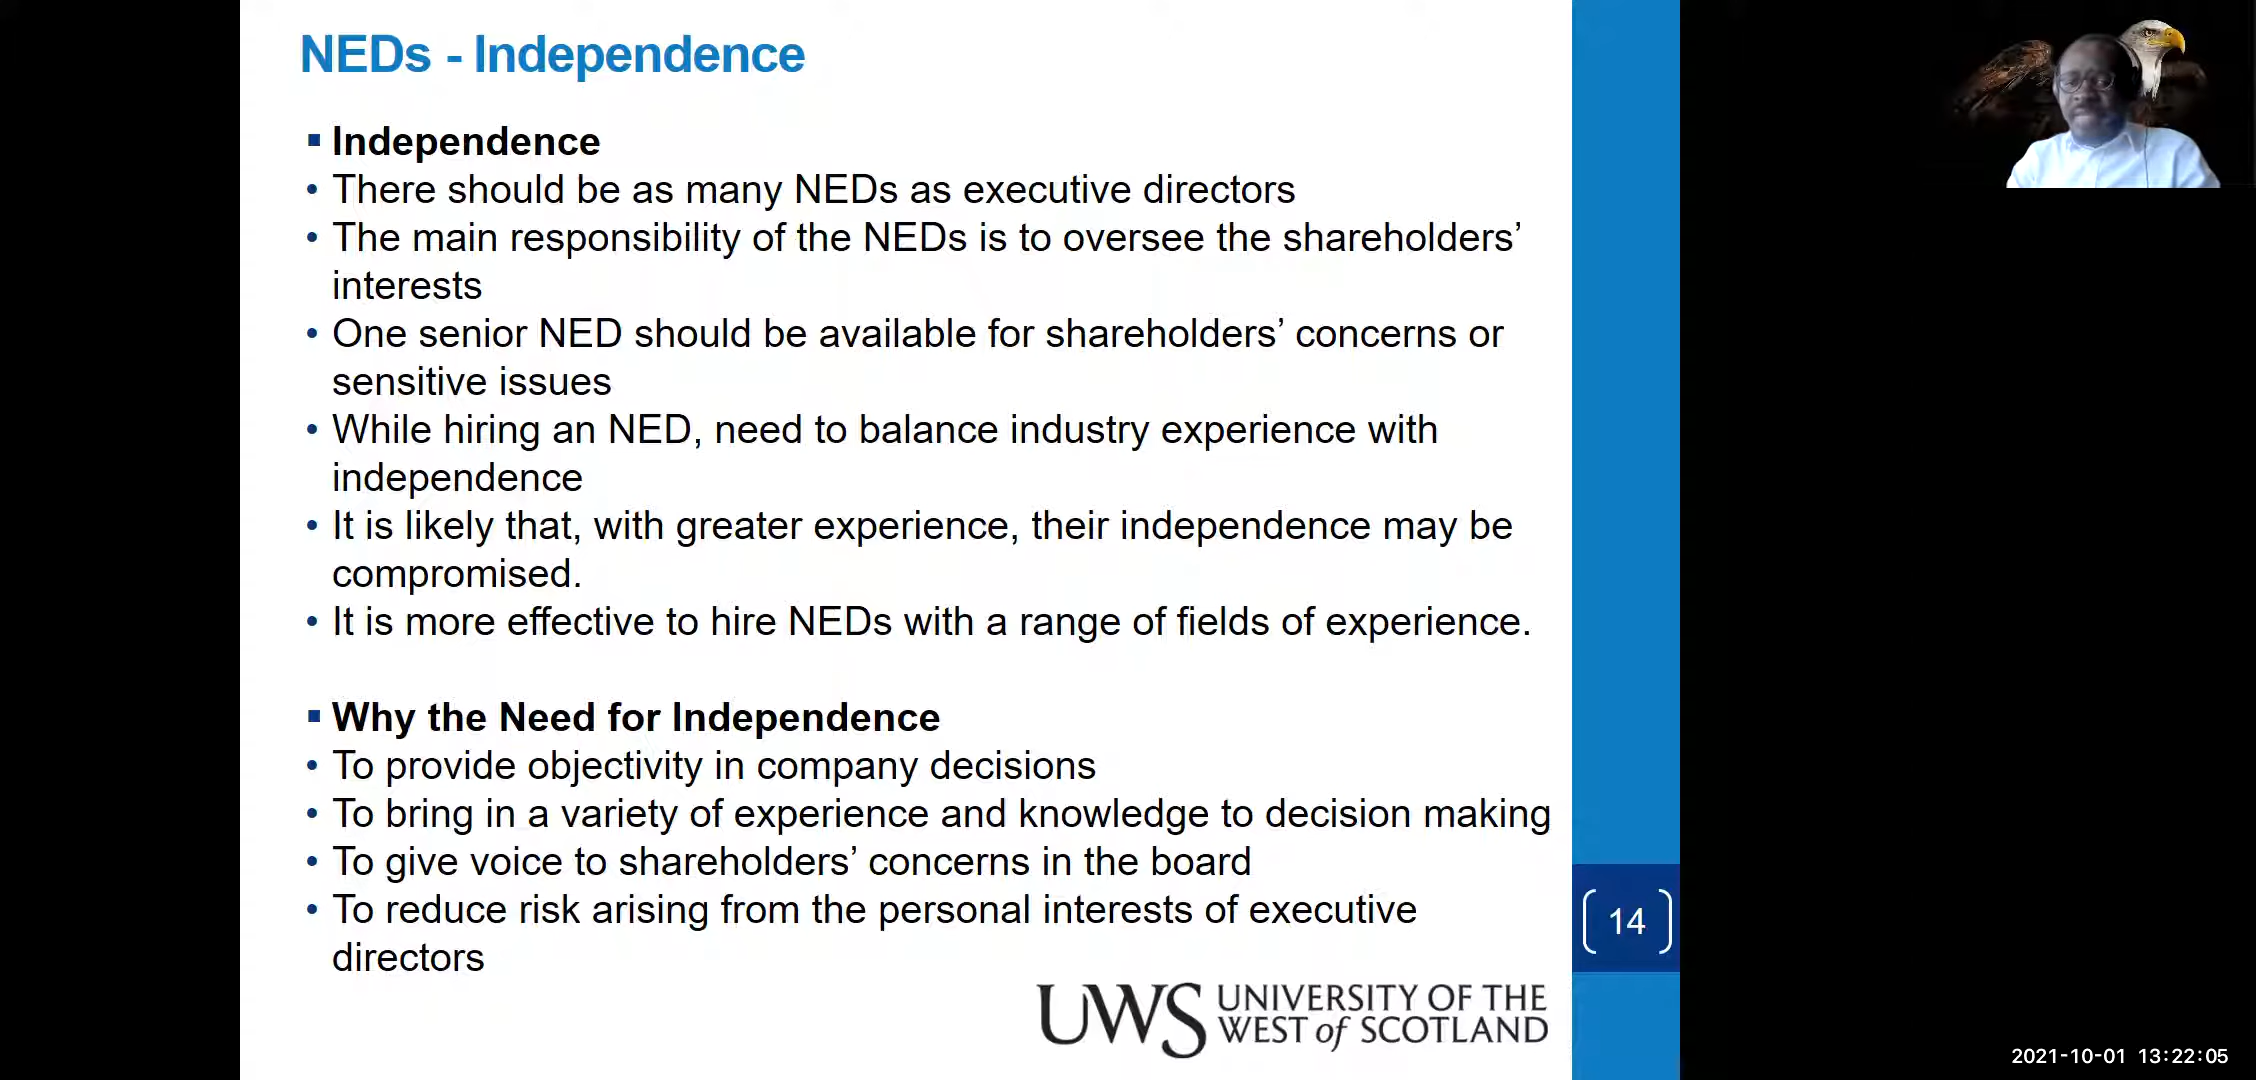 NEDs - Independence
▪ Independence
• There should be as many NEDs as executive directors
• The main responsibility of the NEDs is to oversee the shareholders’
interests
• One senior NED should be available for shareholders’ concerns or
sensitive issues
• While hiring an NED, need to balance industry experience with
independence
• It is likely that, with greater experience, their independence may be
compromised.
• It is more effective to hire NEDs with a range of fields of experience.
▪ Why the Need for Independence
• To provide objectivity in company decisions
• To bring in a variety of experience and knowledge to decision making
• To give voice to shareholders’ concerns in the board
• To reduce risk arising from the personal interests of executive
directors
14
UWS UNIVERSITY OF THE
WEST of SCOTLAND
2021-10-01 13:22:05